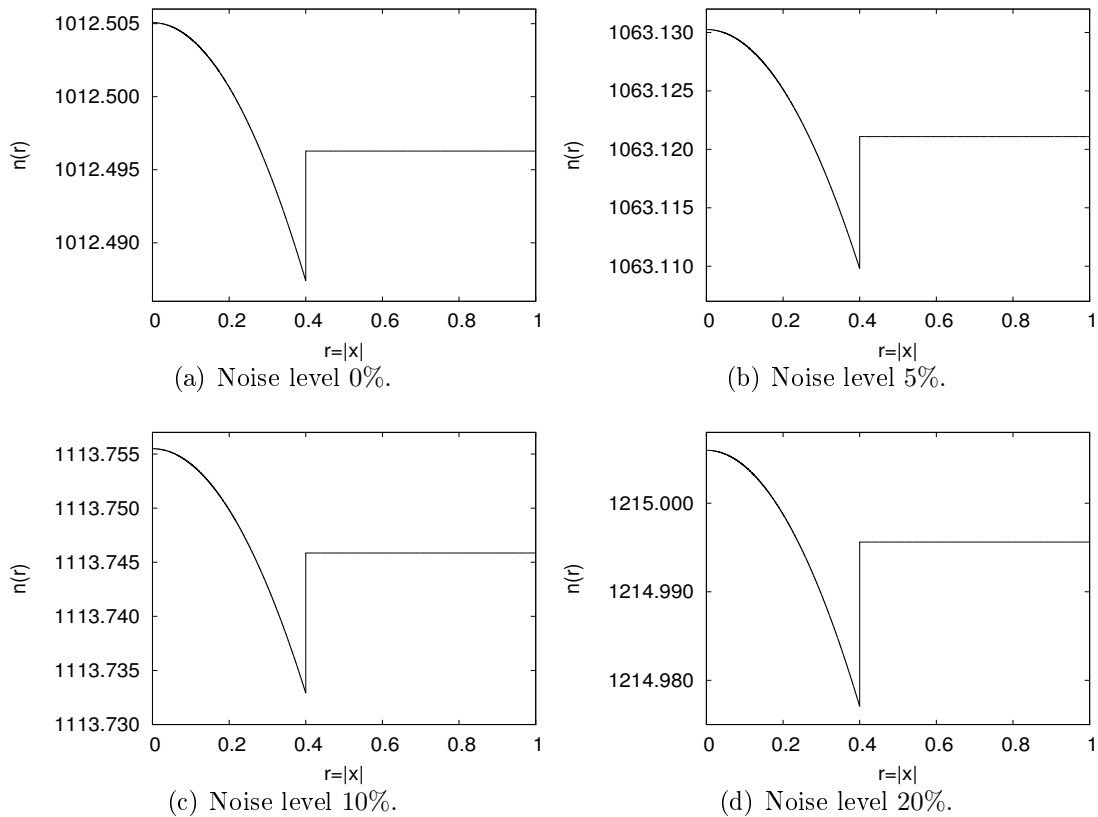 1012.505
1012.500
1012.495
1012.490
n(r)
0 0.2 0.4 0.6 0.8 1
r=|x|
(a) Noise level 0%.
1063.130
1063.125
1063.120
1063.115
1063.110
n(r)
0 0.2 0.4 0.6 0.8 1
r=|x|
(b) Noise level 5%.
1113.755
1113.750
1113.745
1113.740
1113.735
1113.730
n(r)
0 0.2 0.4 0.6 0.8 1
r=|x|
(c) Noise level 10%.
1215.000
1214.990
1214.980
n(r)
0 0.2 0.4 0.6 0.8 1
r=|x|
(d) Noise level 20%.